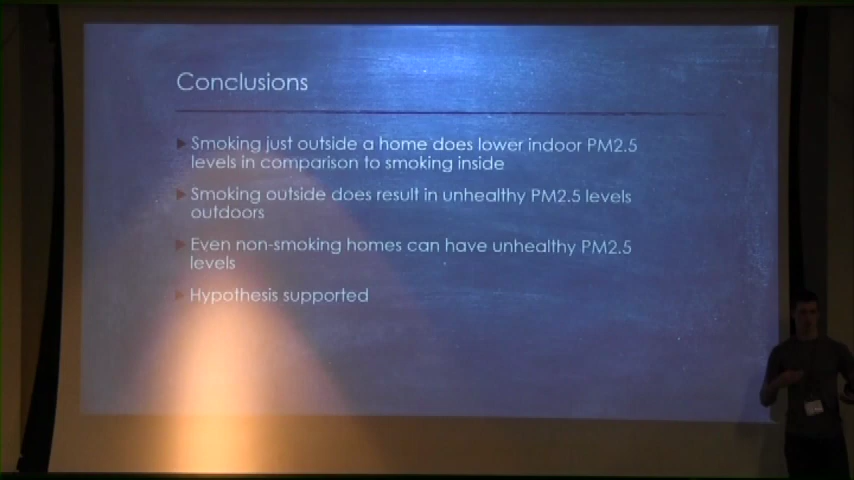 Conclusions
Smoking just outside a home does lower indoor PM2.5
levels in comparison to smoking inside
Smoking outside does result in unhealthy PM2.5 levels
outdoors
Even non-smoking homes can have unhealthy PM2.5
levels
Hypothesis supported